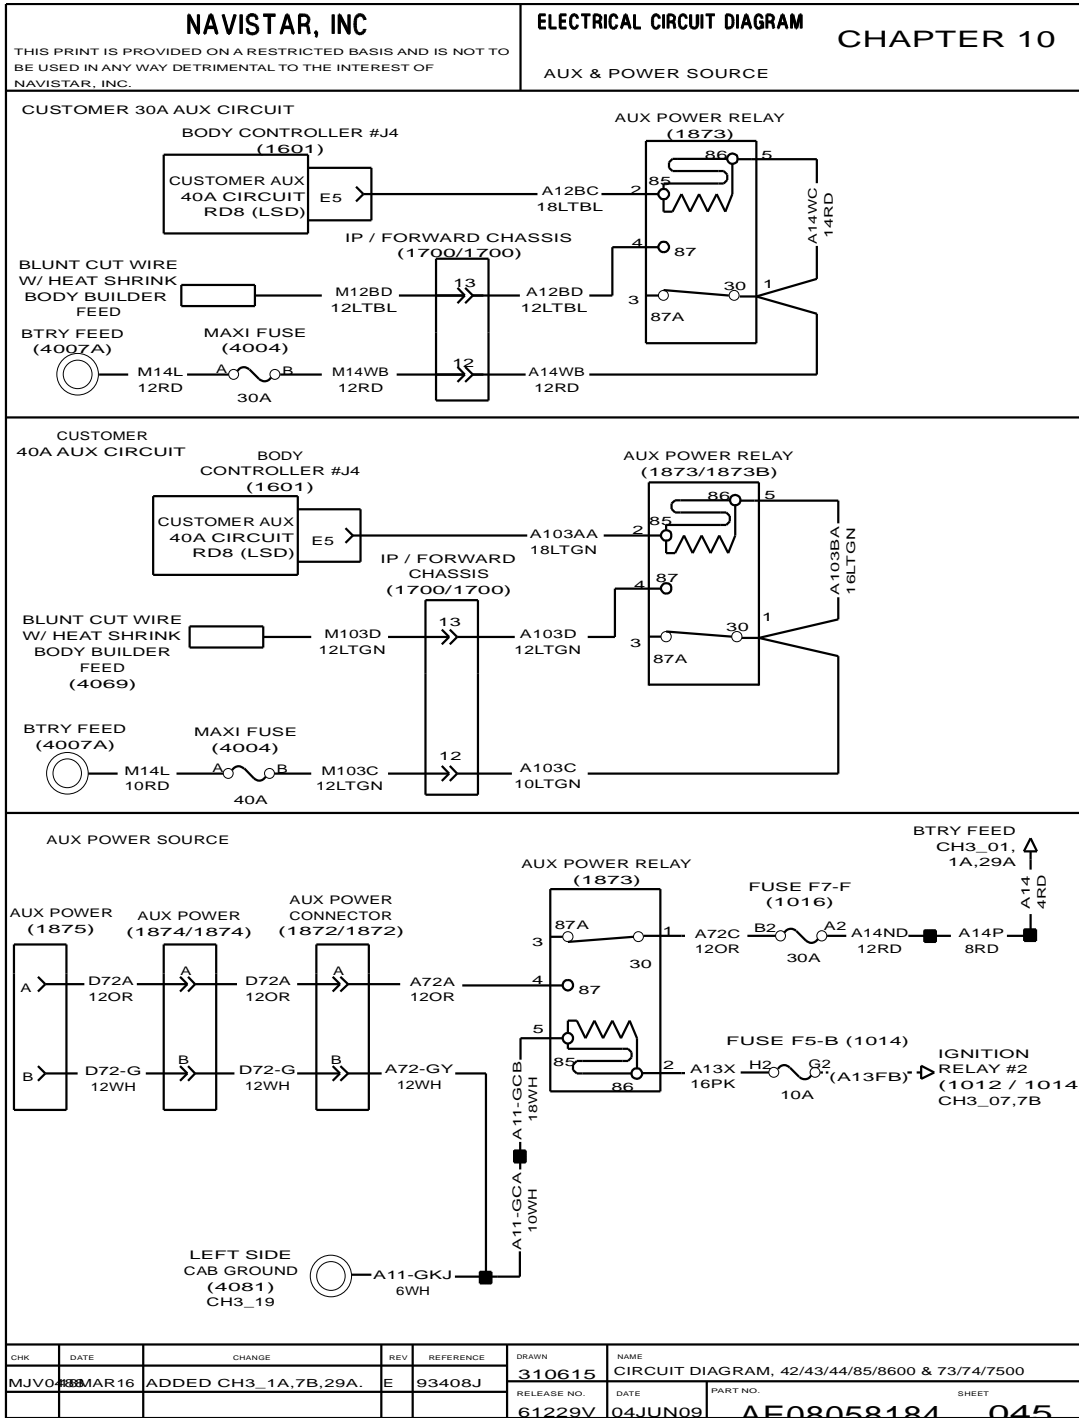 NAVISTAR, INC
THIS PRINT IS PROVIDED ON A RESTRICTED BASIS AND IS NOT TO
BE USED IN ANY WAY DETRIMENTAL TO THE INTEREST OF
NAVISTAR, INC.
ELECTRICAL CIRCUIT DIAGRAM
CHAPTER 10
AUX & POWER SOURCE
CUSTOMER 30A AUX CIRCUIT
BODY CONTROLLER #J4
(1601)
CUSTOMER AUX
40A CIRCUIT
RD8 (LSD)
E5
A12BC
18LTBL
AUX POWER RELAY
(1873)
86
5
85
2
4
87
3
87A
30
1
A14WC
14RD
IP / FORWARD CHASSIS
(1700/1700)
BLUNT CUT WIRE
W/ HEAT SHRINK
BODY BUILDER
FEED
M12BD
12LTBL
13
A12BD
12LTBL
BTRY FEED
(4007A)
M14L
12RD
MAXI FUSE
(4004)
A
B
30A
M14WB
12RD
12
A14WB
12RD
CUSTOMER
40A AUX CIRCUIT
BODY
CONTROLLER #J4
(1601)
CUSTOMER AUX
40A CIRCUIT
RD8 (LSD)
E5
A103AA
18LTGN
AUX POWER RELAY
(1873/1873B)
86
5
85
2
4
87
3
87A
30
1
A103BA
16LTGN
IP / FORWARD
CHASSIS
(1700/1700)
BLUNT CUT WIRE
W/ HEAT SHRINK
BODY BUILDER
FEED
(4069)
M103D
12LTGN
13
A103D
12LTGN
BTRY FEED
(4007A)
M14L
10RD
MAXI FUSE
(4004)
A
B
40A
M103C
12LTGN
12
A103C
10LTGN
AUX POWER SOURCE
BTRY FEED
CH3_01,
1A,29A
A14
4RD
AUX POWER RELAY
(1873)
87A
3
1
30
4
87
5
85
86
2
FUSE F7-F
(1016)
A72C
12OR
B2
A2
30A
A14ND
12RD
A14P
8RD
AUX POWER
(1875)
AUX POWER
(1874/1874)
AUX POWER
CONNECTOR
(1872/1872)
A
D72A
12OR
A
D72A
12OR
A
A72A
12OR
B
D72-G
12WH
B
D72-G
12WH
B
A72-GY
12WH
FUSE F5-B (1014)
A13X
16PK
H2
G2
10A
(A13FB)
IGNITION
RELAY #2
(1012 / 1014
CH3_07,7B
A11-GCB
18WH
A11-GCA
10WH
LEFT SIDE
CAB GROUND
(4081)
CH3_19
A11-GKJ
6WH
CHK DATE CHANGE REV REFERENCE
MJV04 MAR16 ADDED CH3_1A,7B,29A. E 93408J
DRAWN
310615
NAME
CIRCUIT DIAGRAM, 42/43/44/85/8600 & 73/74/7500
RELEASE NO.
61229V
DATE
04JUN09
PART NO.
AE08058184
SHEET
045